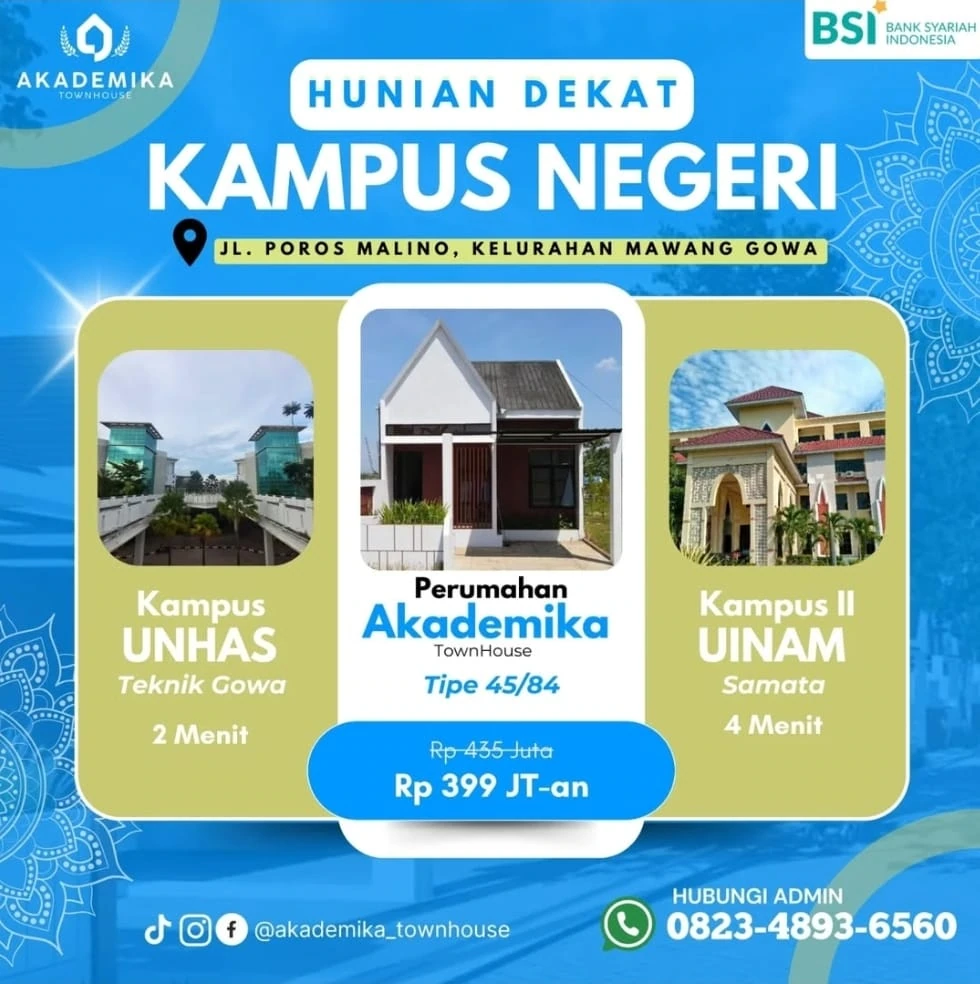 AKADEMIKA
TOWNHOUSE
BSI BANK SYARIAH
INDONESIA
HUNIAN DEKAT
KAMPUS NEGERI
JL. POROS MALINO, KELURAHAN MAWANG GOWA
Kampus
UNHAS
Teknik Gowa
2 Menit
Perumahan
Akademika
TownHouse
Tipe 45/84
Rp 435 Juta
Rp 399 JT-an
Kampus II
UINAM
Samata
4 Menit
@akademika_townhouse
HUBUNGI ADMIN
0823-4893-6560